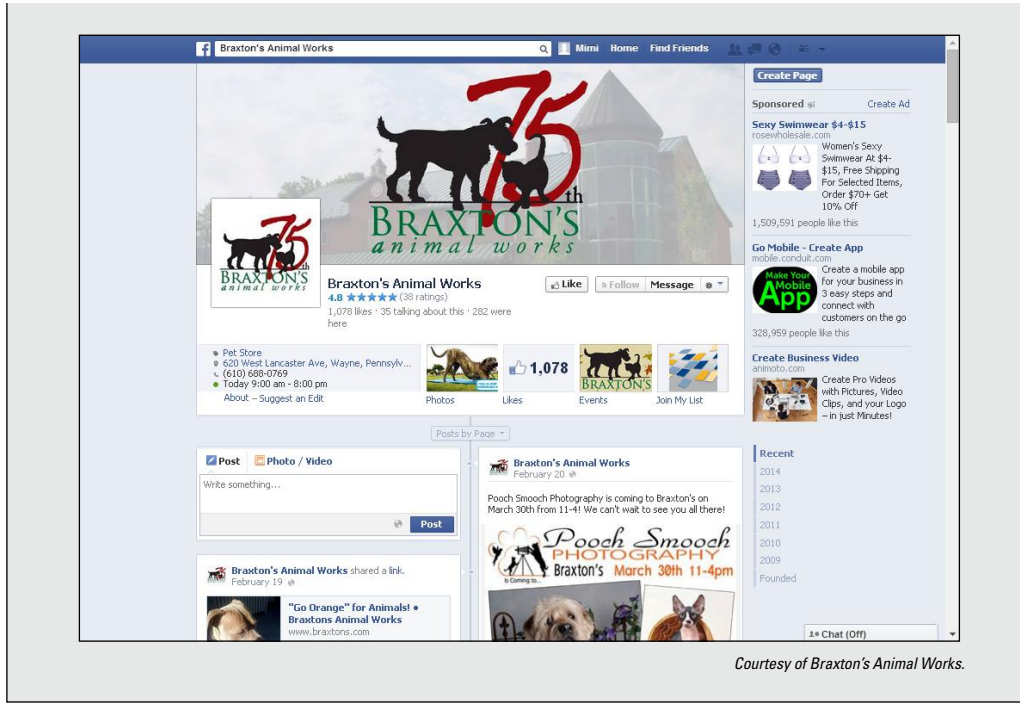 Braxton's Animal Works
Mimi Home Find Friends
75th
BRAXTON'S
animal works
75th
BRAXTON'S
animal works
Braxton's Animal Works
4.8 ★★★★★ (38 ratings)
1,078 likes · 35 talking about this · 282 were
here
Like
Follow Message
Pet Store
620 West Lancaster Ave, Wayne, Pennsylv...
(610) 688-0769
Today 9:00 am - 8:00 pm
About – Suggest an Edit
Photos
1,078
Likes
BRAXTON'S
Events
Join My List
Posts by Page
Post Photo / Video
Write something...
Post
Braxton's Animal Works shared a link.
February 19
"Go Orange" for Animals! •
Braxtons Animal Works
www.braxtons.com
Braxton's Animal Works
February 20
Pooch Smooch Photography is coming to Braxton's on
March 30th from 11-4! We can't wait to see you all there!
Pooch Smooch
PHOTOGRAPHY
is Coming to... Braxton's March 30th 11-4pm
Create Page
Sponsored Create Ad
Sexy Swimwear $4-$15
rosewholesale.com
Women's Sexy
Swimwear At $4-
$15, Free Shipping
For Selected Items,
Order $70+ Get
10% Off
1,509,591 people like this
Go Mobile - Create App
mobile.conduit.com
Make Your
Mobile
App
Create a mobile app
for your business in
3 easy steps and
connect with
customers on the go
328,959 people like this
Create Business Video
animoto.com
Create Pro Videos
with Pictures, Video
Clips, and your Logo
– in just Minutes!
Recent
2014
2013
2012
2011
2010
2009
Founded
Chat (Off)
Courtesy of Braxton's Animal Works.